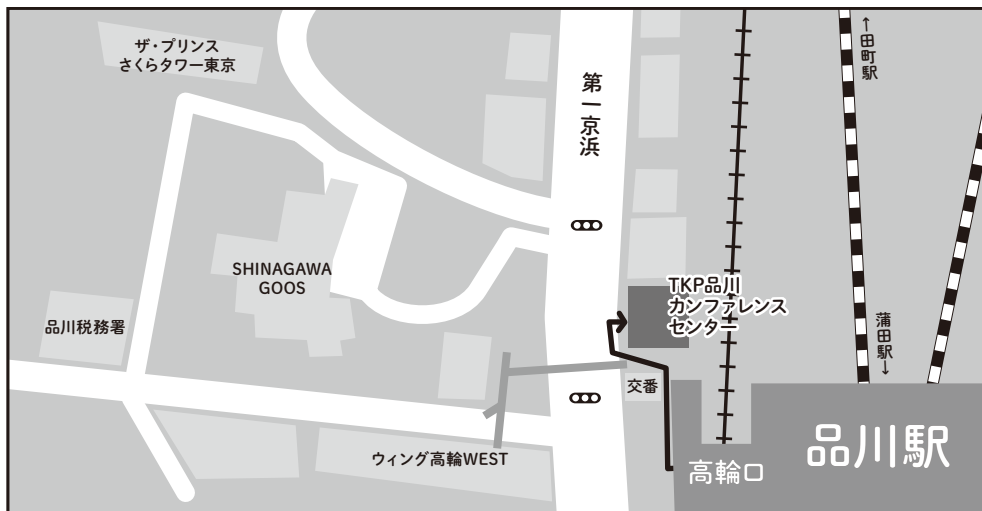 ザ・プリンス
さくらタワー東京
第一京浜
↑田町駅
SHINAGAWA
GOOS
TKP品川
カンファレンス
センター
品川税務署
蒲田駅↓
交番
ウィング高輪WEST
高輪口
品川駅